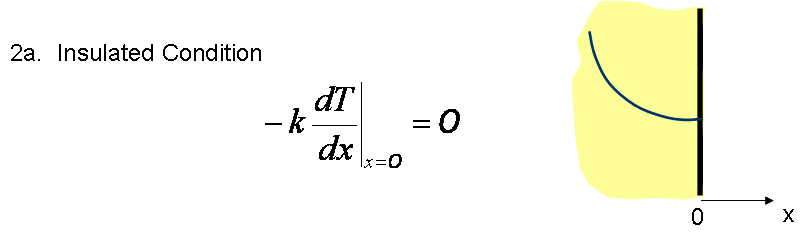 2a. Insulated Condition
-k dT/dx |x=0 = 0
0
x